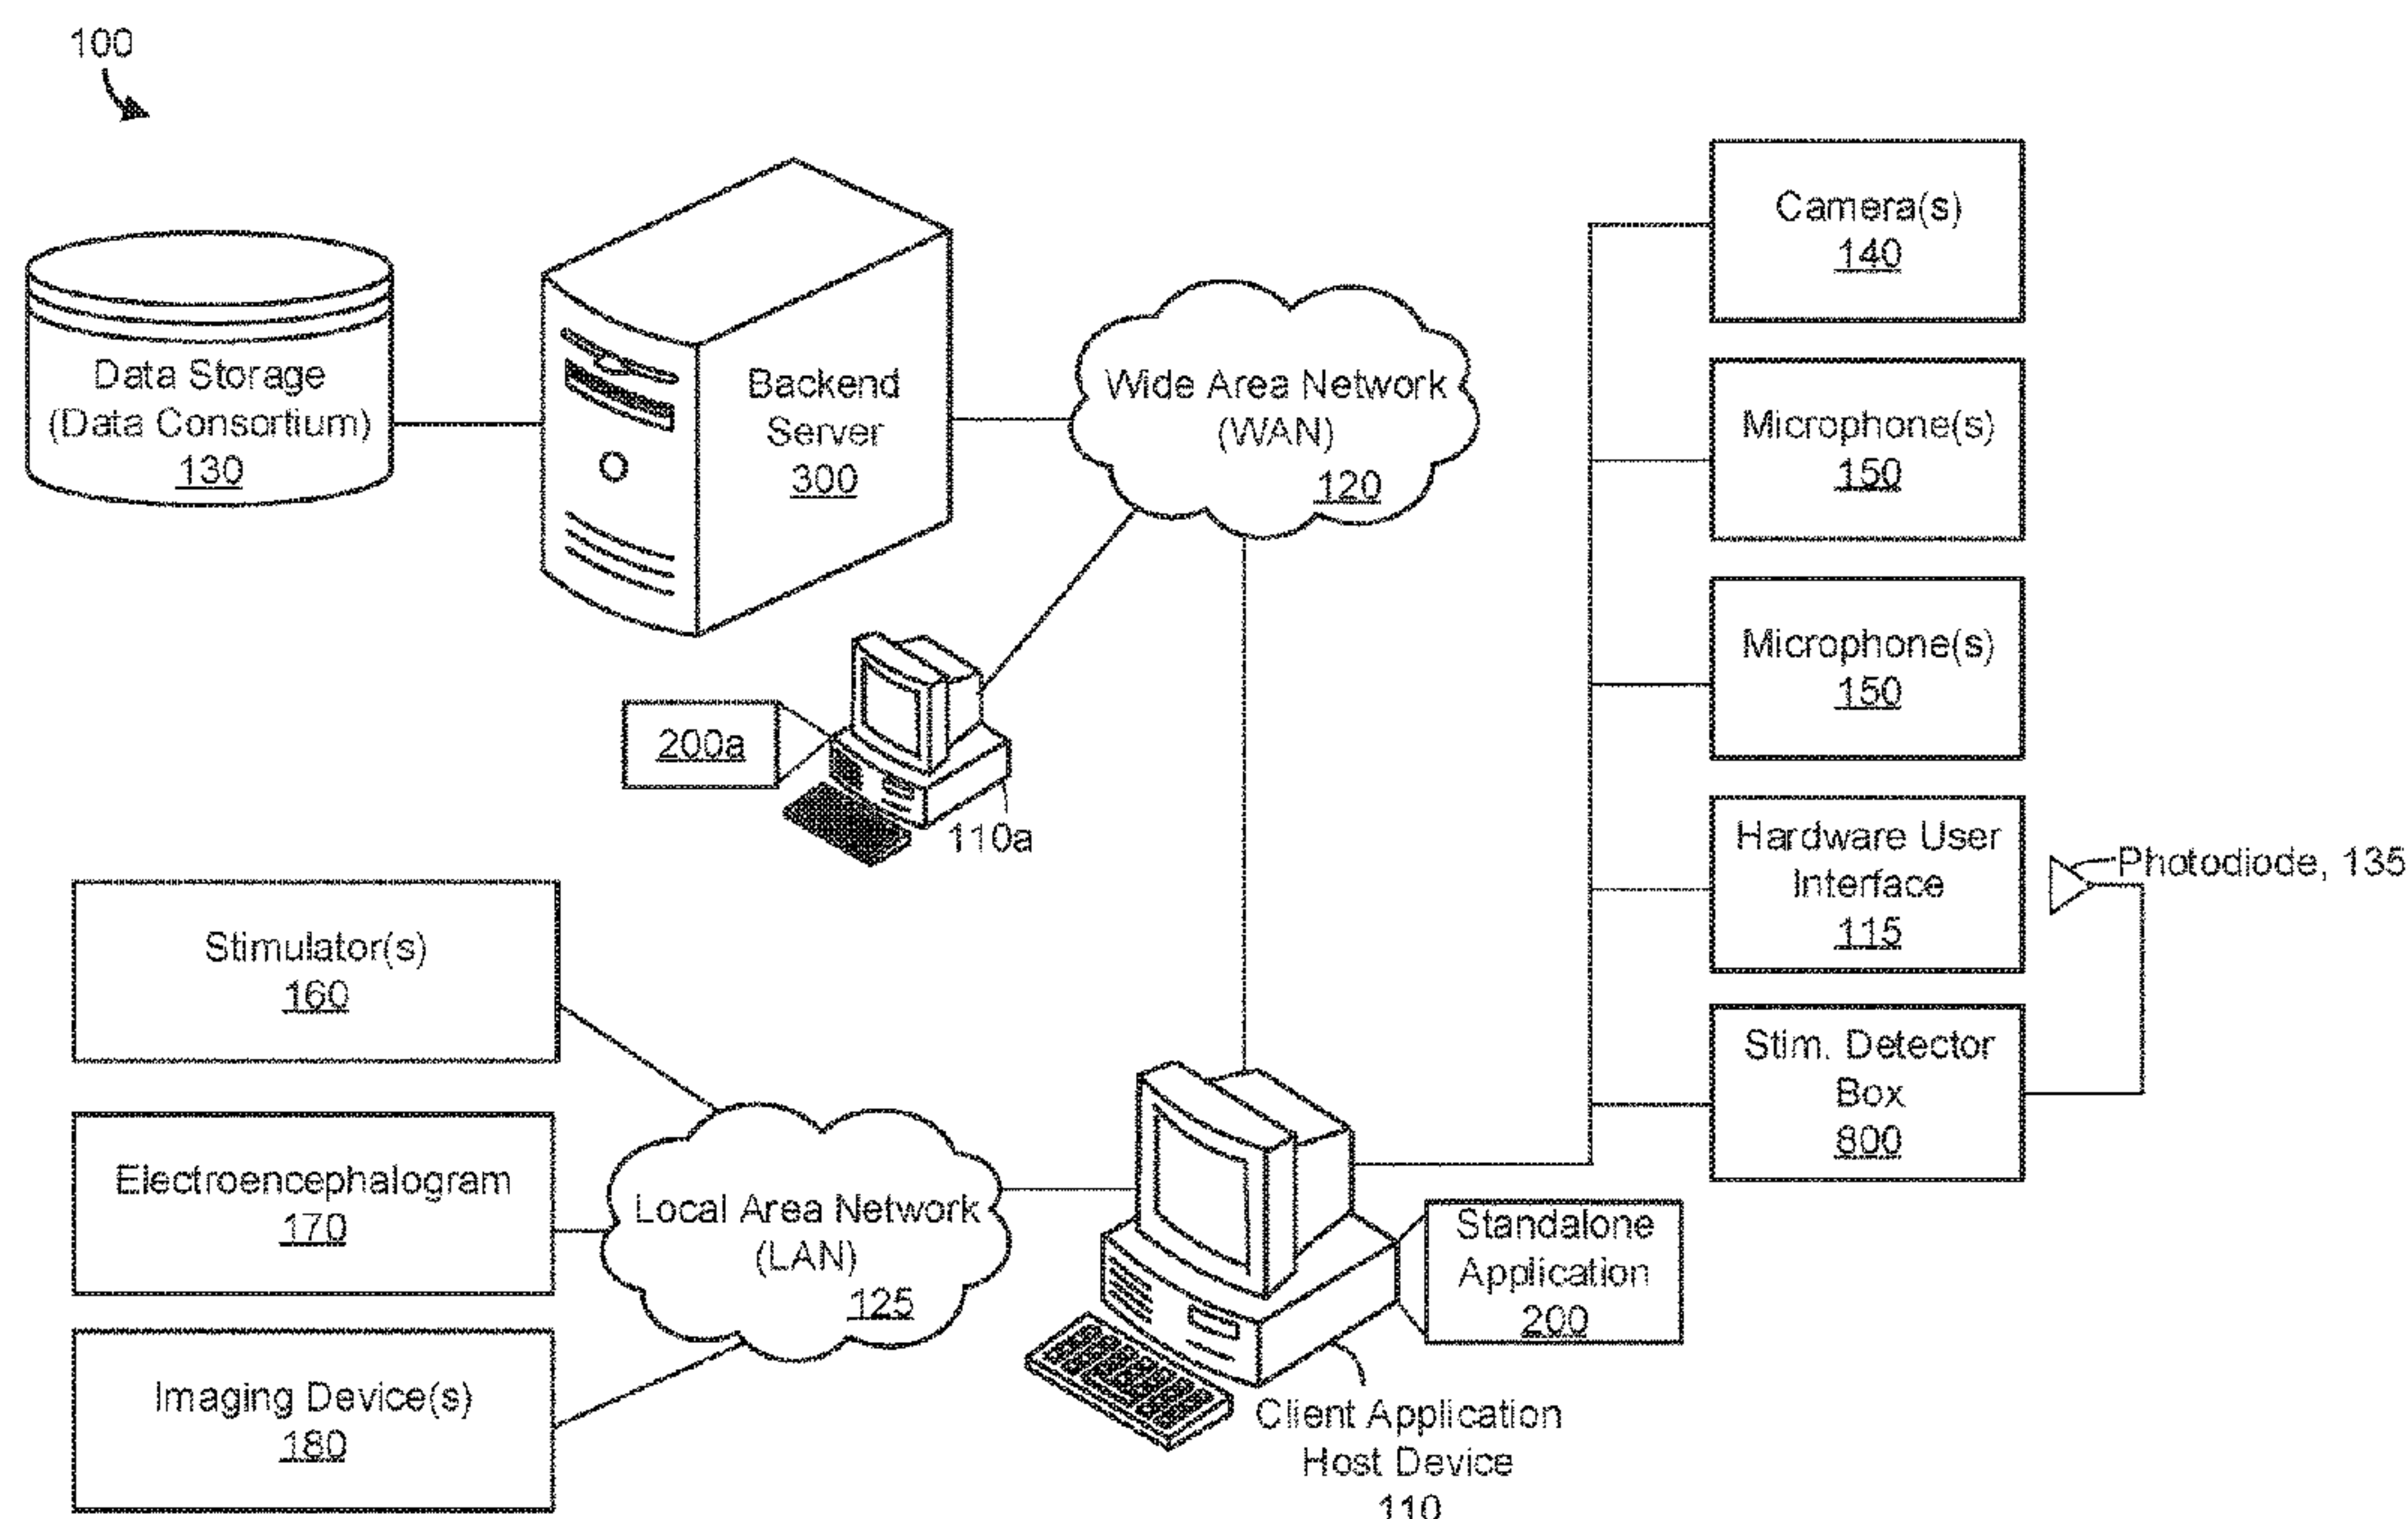 100
Data Storage
(Data Consortium)
130
Backend
Server
300
Wide Area Network
(WAN)
120
200a
110a
Camera(s)
140
Microphone(s)
150
Microphone(s)
150
Hardware User
Interface
115
Photodiode, 135
Stim. Detector
Box
800
Stimulator(s)
160
Electroencephalogram
170
Imaging Device(s)
180
Local Area Network
(LAN)
125
Standalone
Application
200
Client Application
Host Device
110